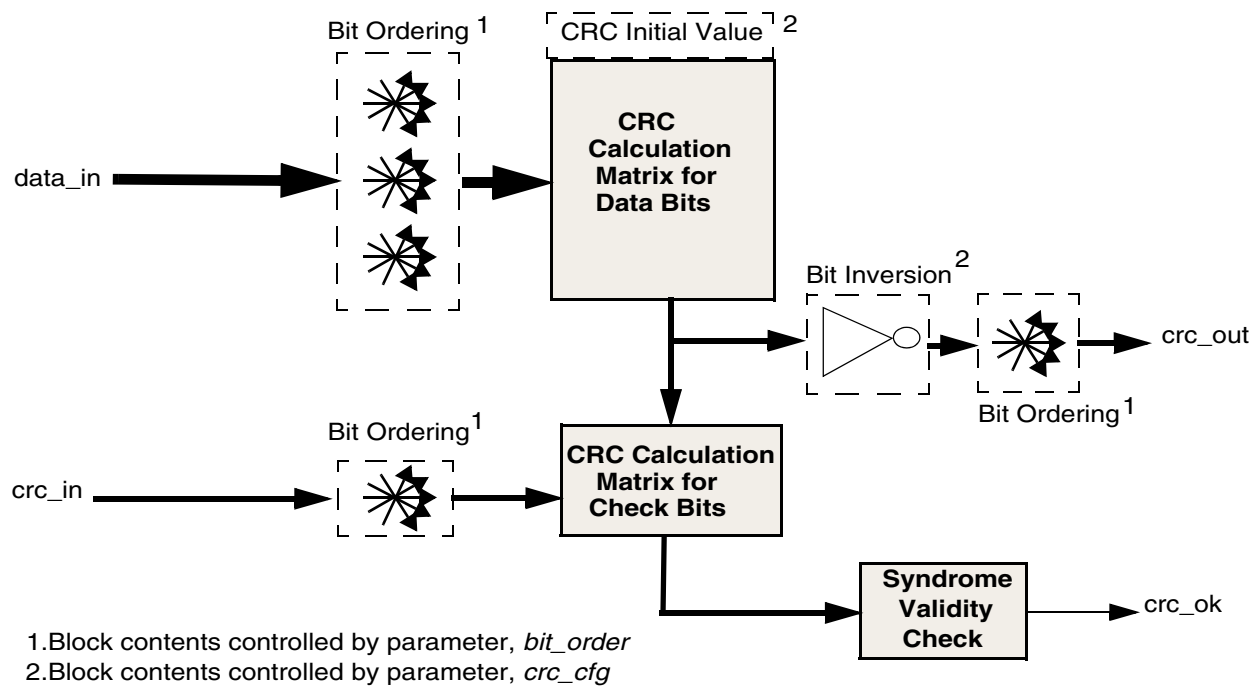 Bit Ordering 1
CRC Initial Value 2
CRC
Calculation
Matrix for
Data Bits
data_in
Bit Inversion 2
crc_out
Bit Ordering 1
Bit Ordering 1
CRC Calculation
Matrix for
Check Bits
crc_in
Syndrome
Validity
Check
crc_ok
1.Block contents controlled by parameter, bit_order
2.Block contents controlled by parameter, crc_cfg